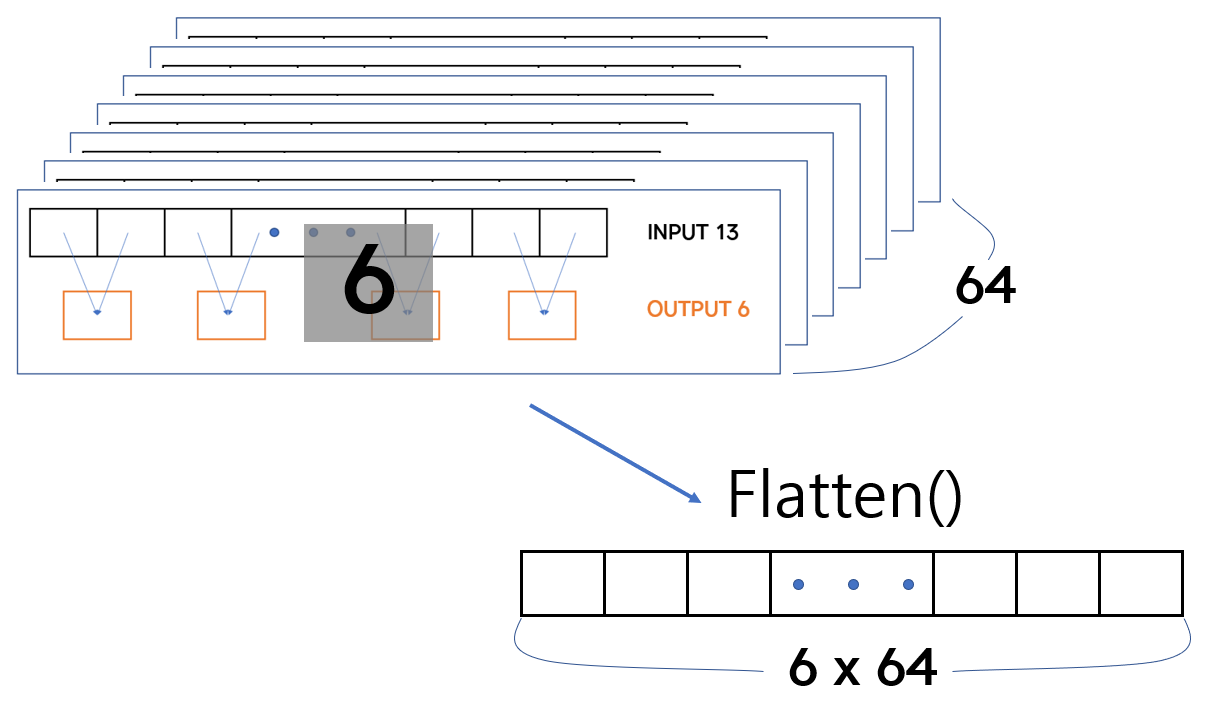 INPUT 13
6
OUTPUT 6
64
Flatten()
6 x 64